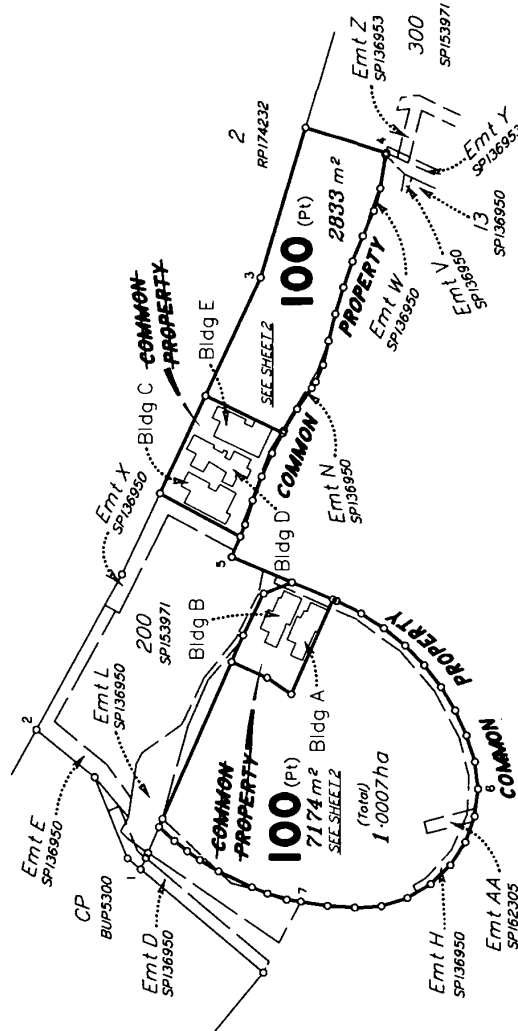 Emt Z
SP136953
300
SP153971
2
RP174232
Emt Y
SP136953
4
13
SP136950
Emt V
SP136950
3
100 (Pt)
2833 m²
SEE SHEET 2
Emt W
SP136950
COMMON PROPERTY
COMMON
PROPERTY
Bldg E
Bldg C
Emt N
SP136950
Emt X
SP136950
Bldg D
5
200
SP153971
Bldg B
Bldg A
Emt L
SP136950
2
Emt E
SP136950
COMMON
PROPERTY
100 (Pt)
7174 m²
SEE SHEET 2
(Total)
1·0007ha
COMMON PROPERTY
6
CP
BUP5300
1
7
Emt D
SP136950
Emt H
SP136950
Emt AA
SP162305